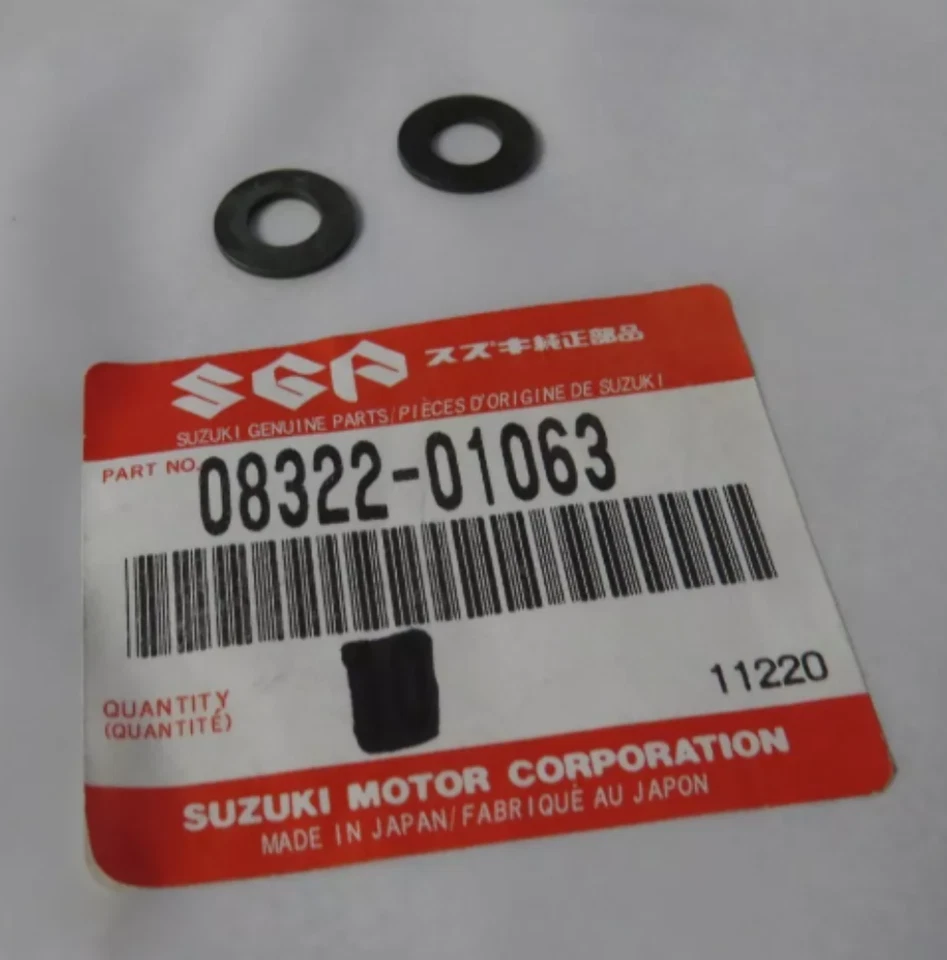 SGP スズキ純正部品
SUZUKI GENUINE PARTS/PIÈCES D'ORIGINE DE SUZUKI
PART NO. 08322-01063
11220
QUANTITY
(QUANTITÉ)
SUZUKI MOTOR CORPORATION
MADE IN JAPAN/FABRIQUÉ AU JAPON